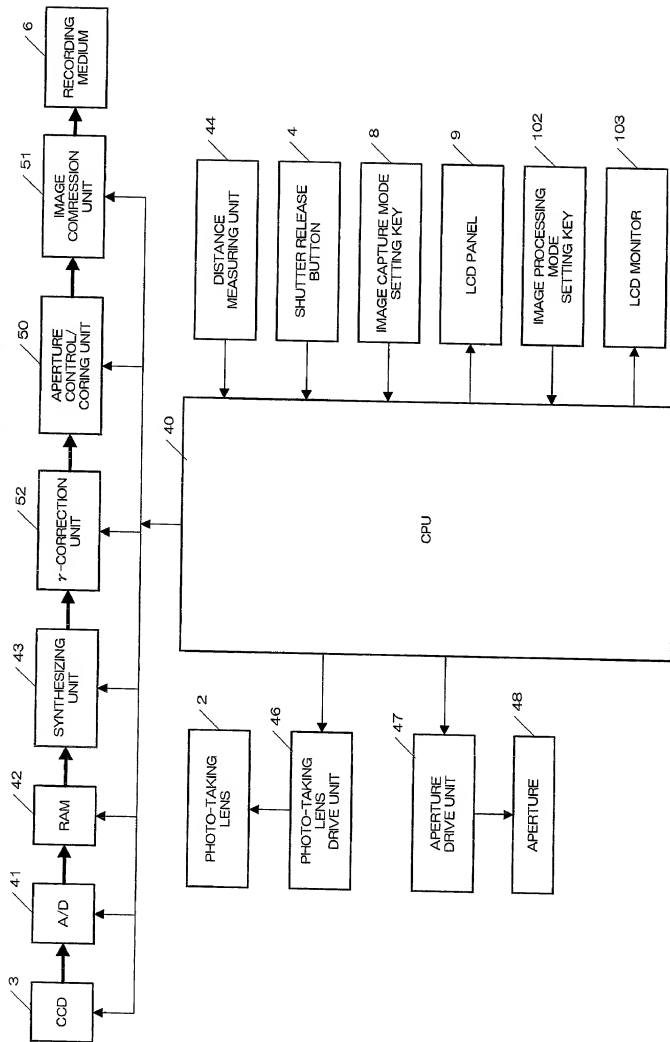 3
CCD
41
A/D
42
RAM
43
SYNTHESIZING
UNIT
52
γ-CORRECTION
UNIT
50
APERTURE
CONTROL/
CORING UNIT
51
IMAGE
COMRESSION
UNIT
6
RECORDING
MEDIUM
2
PHOTO-TAKING
LENS
46
PHOTO-TAKING
LENS
DRIVE UNIT
47
APERTURE
DRIVE UNIT
48
APERTURE
40
CPU
44
DISTANCE
MEASURING UNIT
4
SHUTTER RELEASE
BUTTON
8
IMAGE CAPTURE MODE
SETTING KEY
9
LCD PANEL
102
IMAGE PROCESSING
MODE
SETTING KEY
103
LCD MONITOR